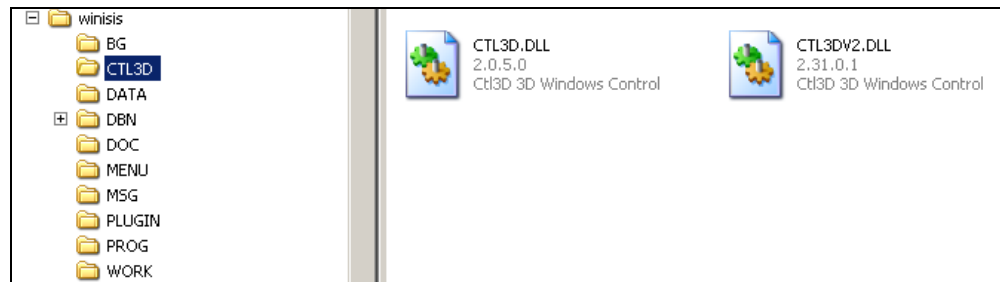 winisis
BG
CTL3D
DATA
DBN
DOC
MENU
MSG
PLUGIN
PROG
WORK
CTL3D.DLL
2.0.5.0
Ctl3D 3D Windows Control
CTL3DV2.DLL
2.31.0.1
Ctl3D 3D Windows Control